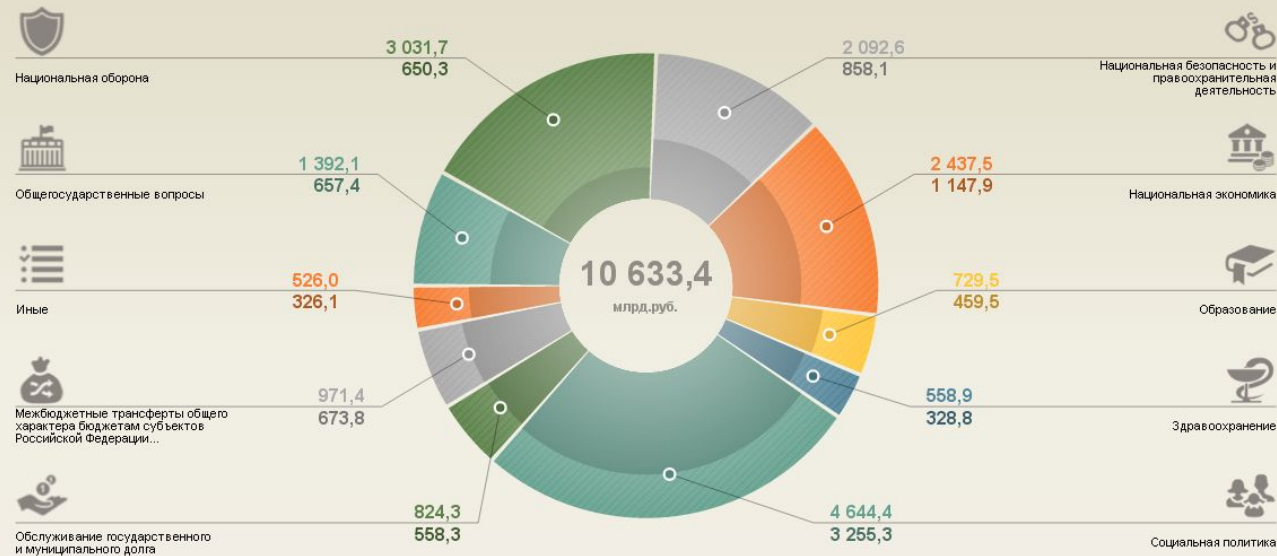 3 031,7
650,3
Национальная оборона
1 392,1
657,4
Общегосударственные вопросы
526,0
326,1
Иные
971,4
673,8
Межбюджетные трансферты общего
характера бюджетам субъектов
Российской Федерации...
824,3
558,3
Обслуживание государственного
и муниципального долга
10 633,4
млрд.руб.
2 092,6
858,1
Национальная безопасность и
правоохранительная
деятельность
2 437,5
1 147,9
Национальная экономика
729,5
459,5
Образование
558,9
328,8
Здравоохранение
4 644,4
3 255,3
Социальная политика